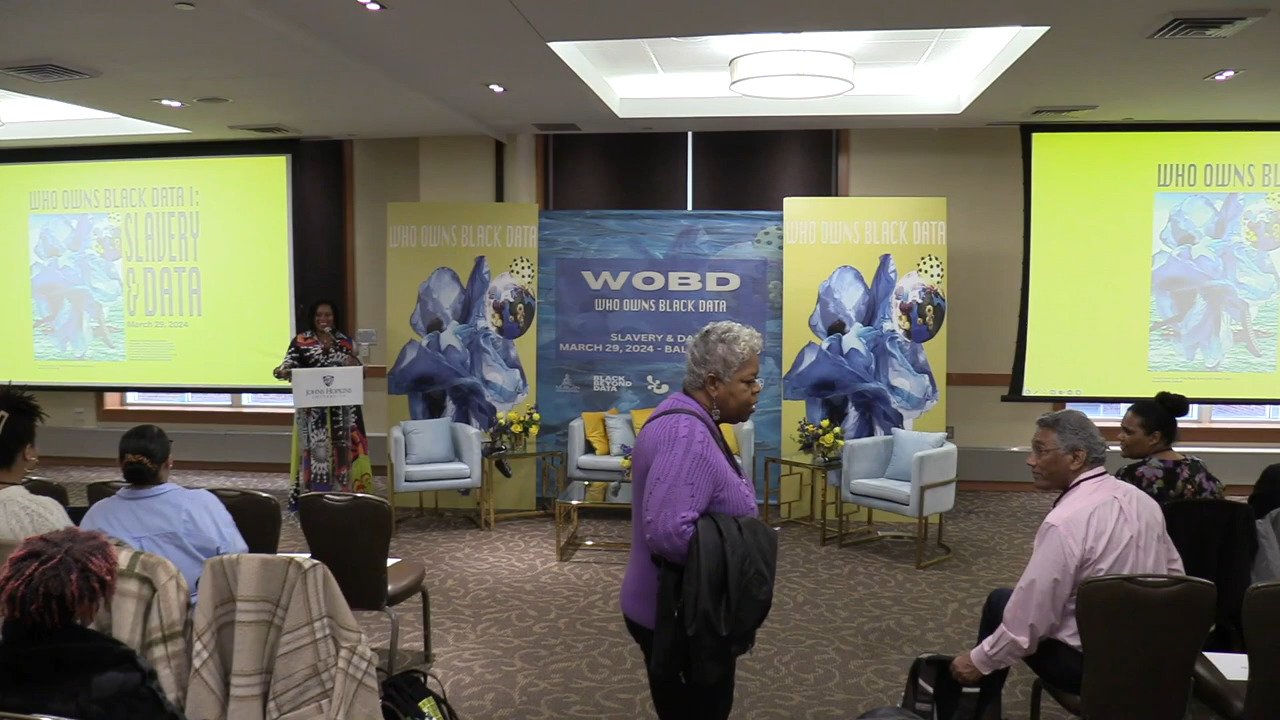 WHO OWNS BLACK DATA I:
SLAVERY
& DATA
March 29, 2024
JOHNS HOPKINS
UNIVERSITY
WHO OWNS BLACK DATA
WOBD
WHO OWNS BLACK DATA
SLAVERY & DA
MARCH 29, 2024 - BAL
BLACK
BEYOND
DATA
WHO OWNS BLACK DATA
WHO OWNS BL